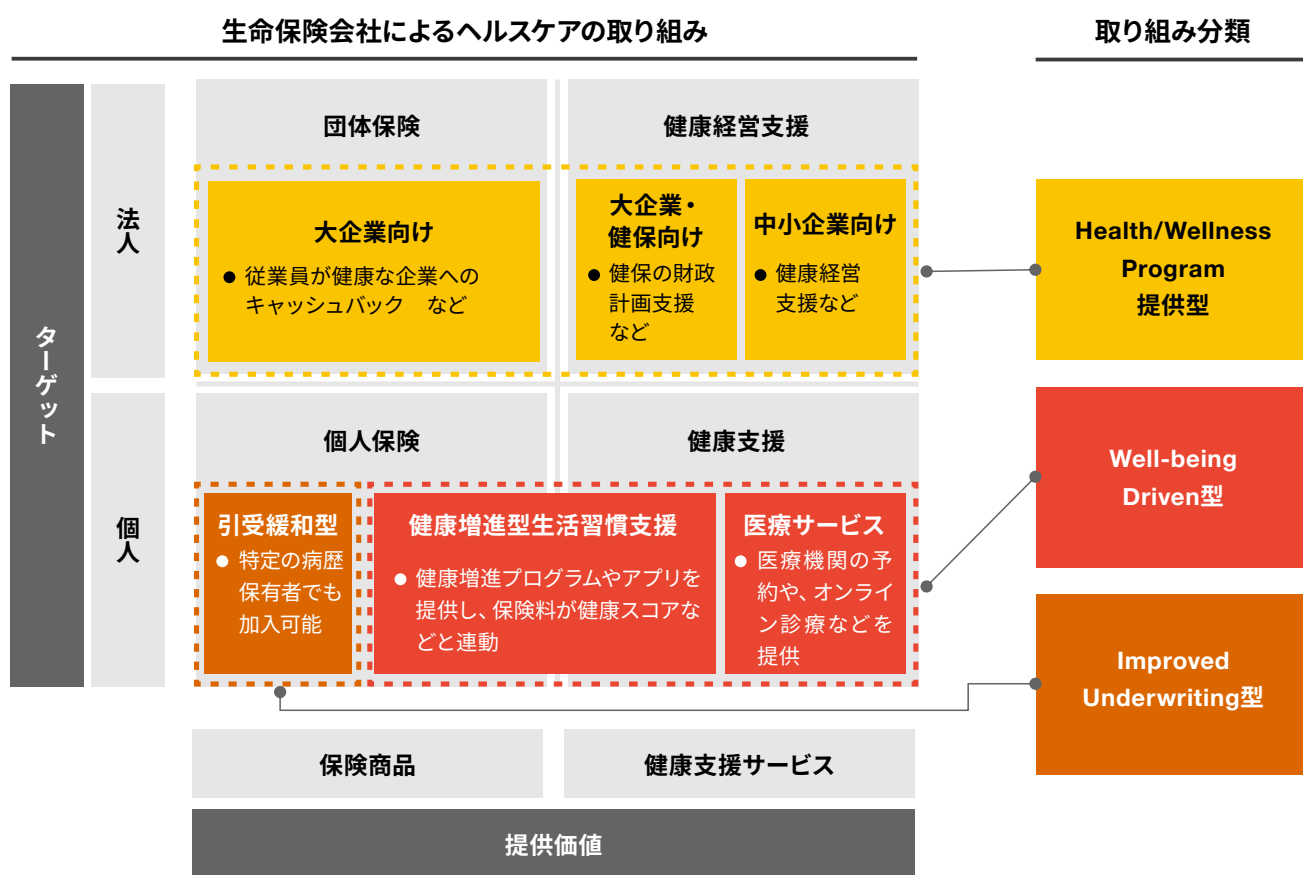 生命保険会社によるヘルスケアの取り組み
取り組み分類
ターゲット
法人
団体保険
健康経営支援
大企業向け
● 従業員が健康な企業への
キャッシュバック　など
大企業・
健保向け
● 健保の財政
計画支援
など
中小企業向け
● 健康経営
支援など
Health/Wellness
Program
提供型
個人
個人保険
健康支援
引受緩和型
● 特定の病歴
保有者でも
加入可能
健康増進型生活習慣支援
● 健康増進プログラムやアプリを
提供し、保険料が健康スコアな
どと連動
医療サービス
● 医療機関の予
約や、オンライ
ン診療などを
提供
Well-being
Driven型
Improved
Underwriting型
保険商品
健康支援サービス
提供価値